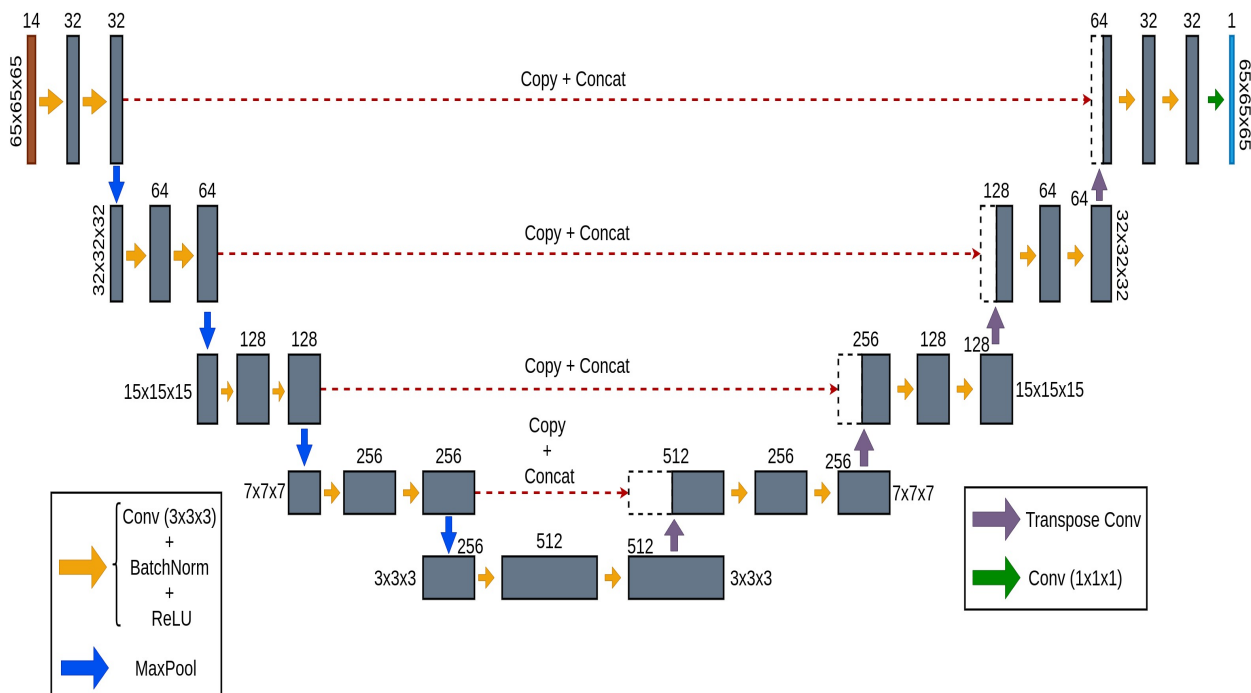 14 32 32 64 32 32 1
65x65x65
Copy + Concat
65x65x65
64 64 128 64 64
32x32x32
Copy + Concat
32x32x32
128 128 256 128 128
15x15x15
Copy + Concat
15x15x15
Copy
+
Concat
256 256 512 256 256
7x7x7
7x7x7
256 512 512
3x3x3
3x3x3
Conv (3x3x3)
+
BatchNorm
+
ReLU
MaxPool
Transpose Conv
Conv (1x1x1)